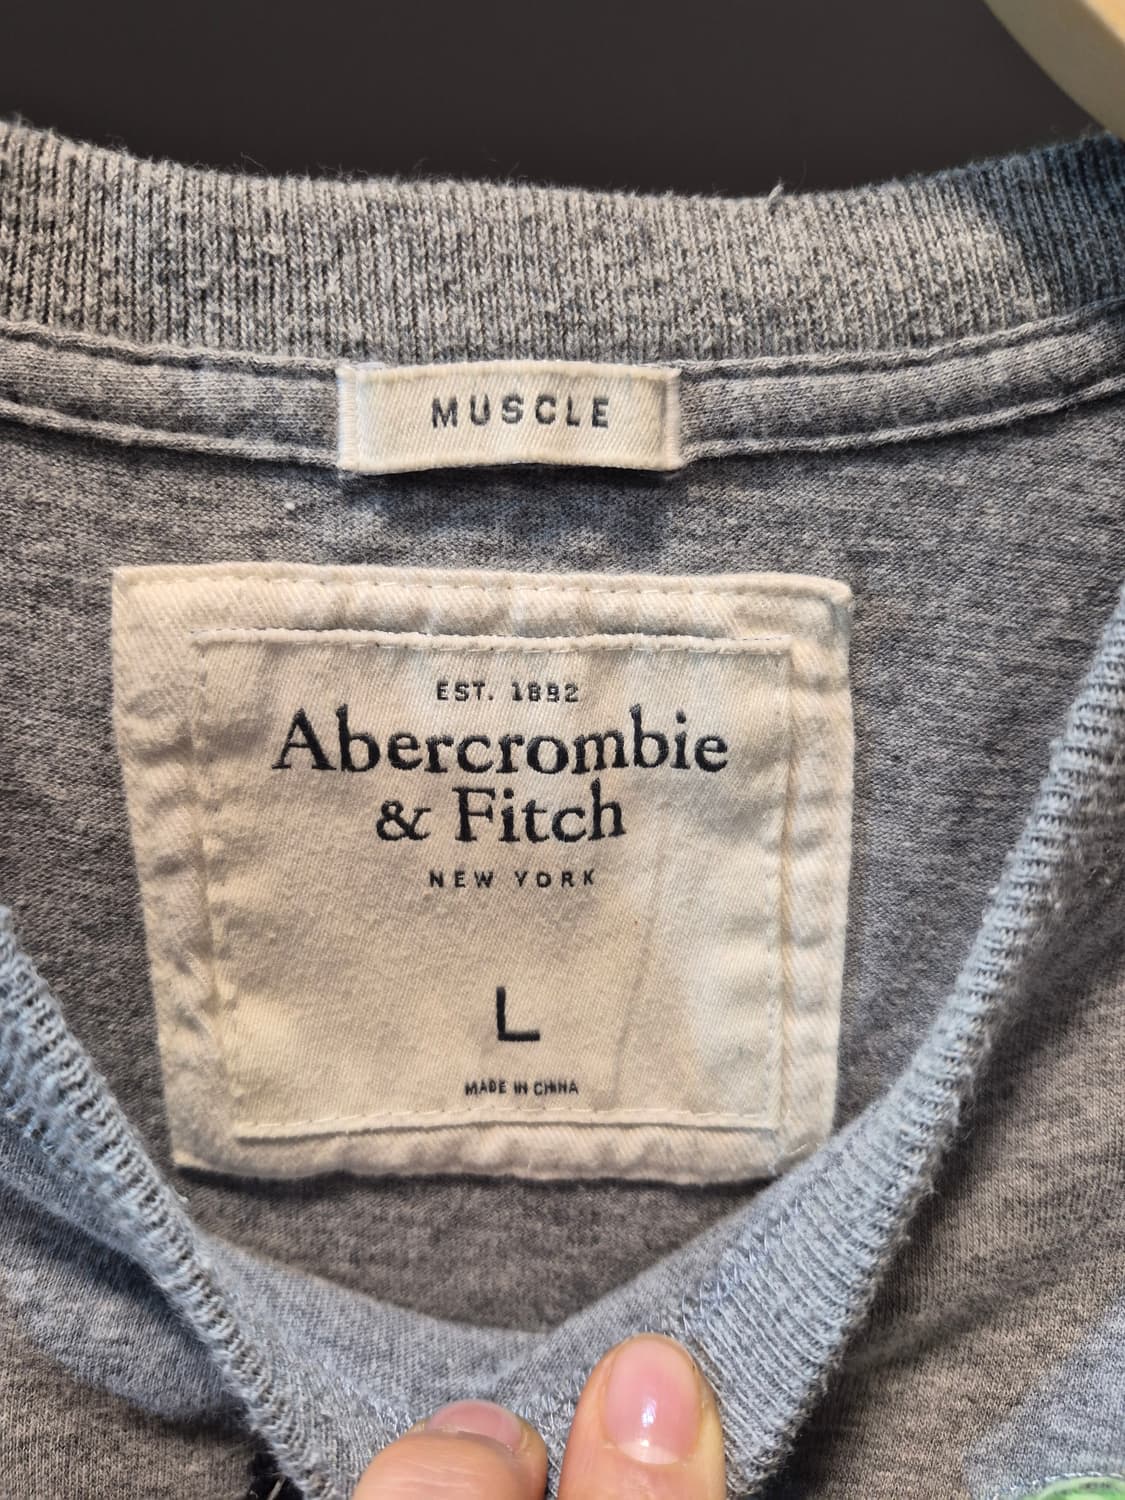 MUSCLE
EST. 1892
Abercrombie
& Fitch
NEW YORK
L
MADE IN CHINA